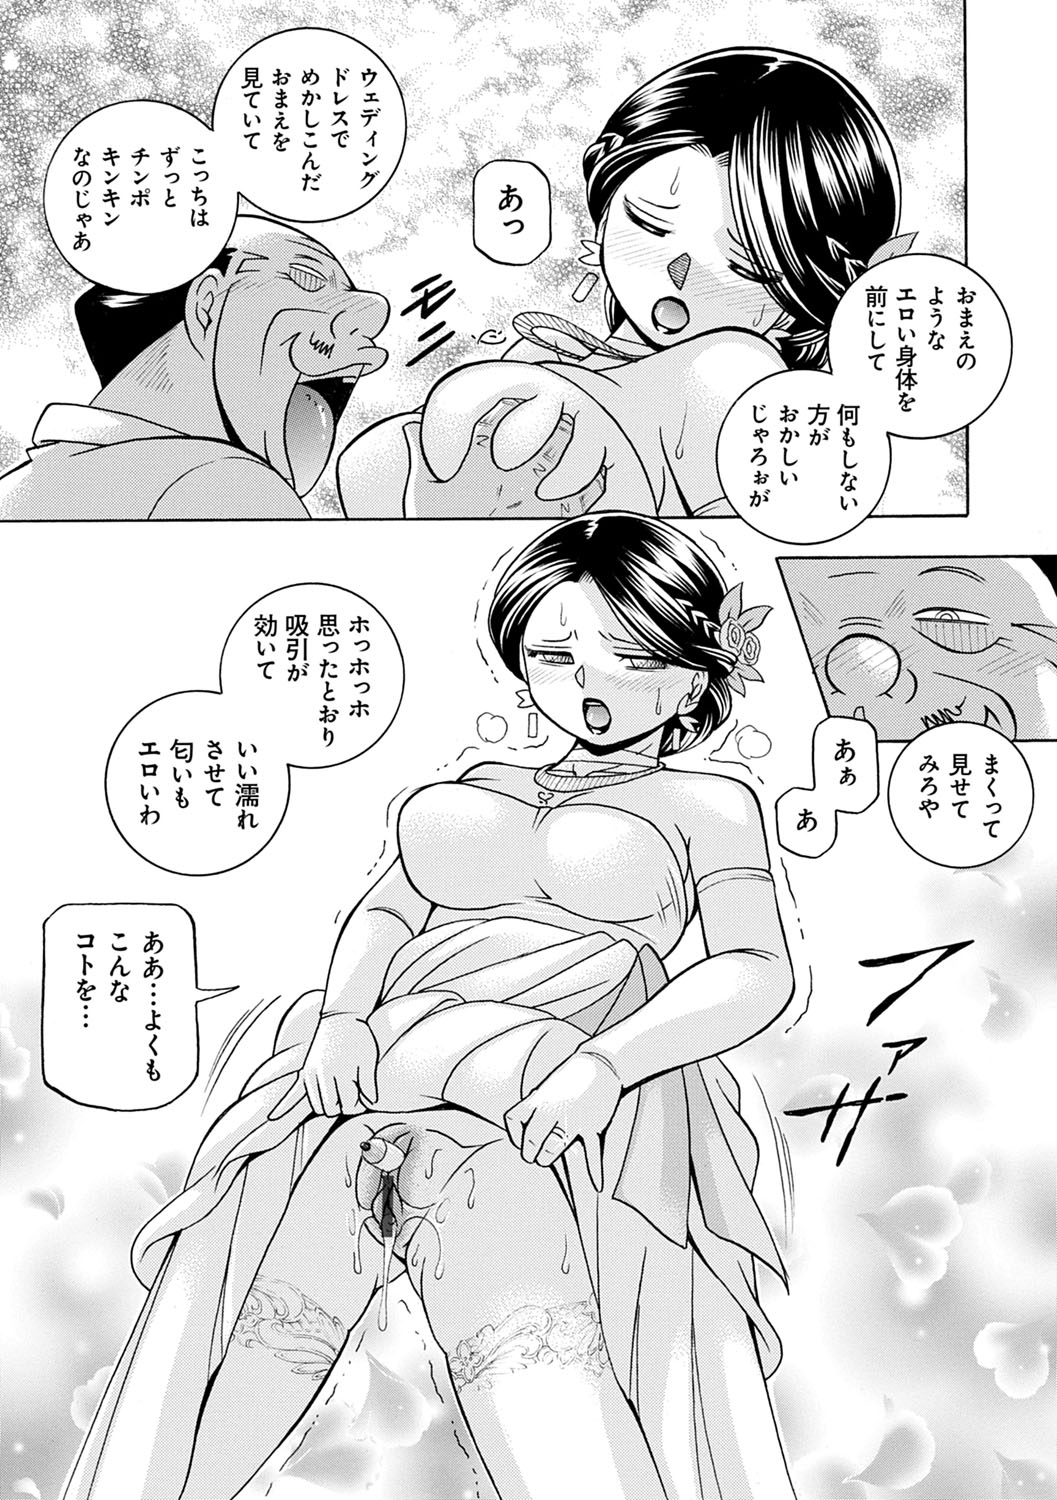 おまえの
ような
エロい身体を
前にして
何もしない
方が
おかしい
じゃろぉが
あっ
ウェディング
ドレスで
めかしこんだ
おまえを
見ていて
こっちは
ずっと
チンポ
キンキン
なのじゃあ
モミ
まくって
見せて
みろや
あぁ
あ
ホっホっホ
思ったとおり
吸引が
効いて
いい濡れ
させて
匂いも
エロいわ
ファサァ
ああ…よくも
こんな
コトを…